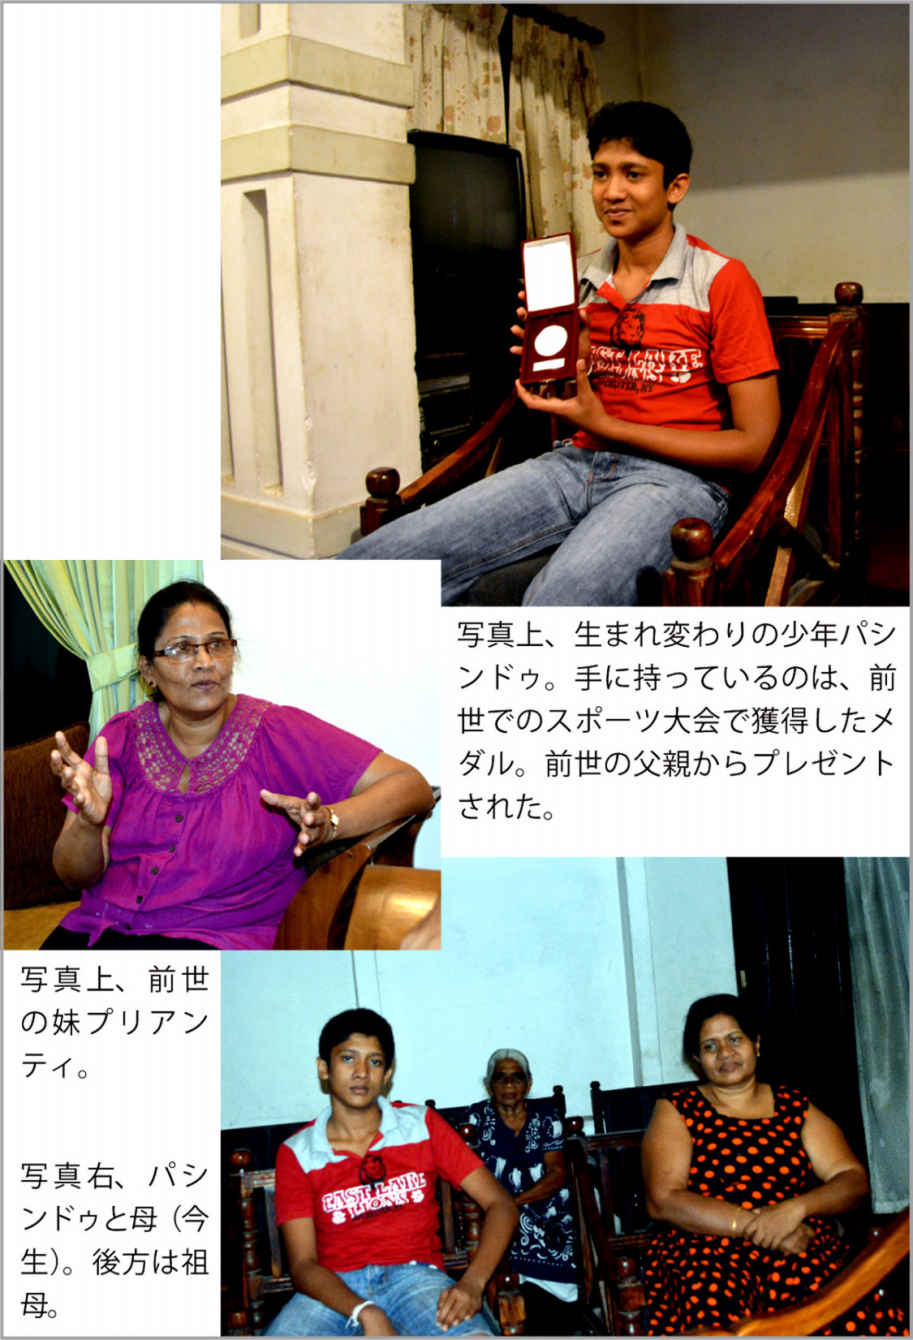 写真上、生まれ変わりの少年パシ
ンドゥ。手に持っているのは、前
世でのスポーツ大会で獲得したメ
ダル。前世の父親からプレゼント
された。
写真上、前世
の妹プリアン
ティ。
写真右、パシ
ンドゥと母（今
生）。後方は祖
母。
EAST LAKE
& LIONS